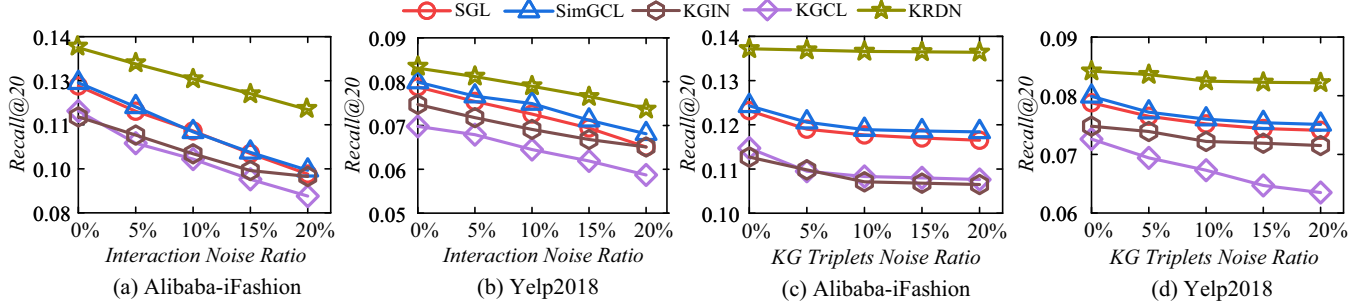 SGL SimGCL KGIN KGCL KRDN
Recall@20
0.14
0.13
0.11
0.10
0.08
0% 5% 10% 15% 20%
Interaction Noise Ratio
(a) Alibaba-iFashion
Recall@20
0.09
0.08
0.07
0.06
0.05
0% 5% 10% 15% 20%
Interaction Noise Ratio
(b) Yelp2018
Recall@20
0.14
0.13
0.12
0.11
0.10
0% 5% 10% 15% 20%
KG Triplets Noise Ratio
(c) Alibaba-iFashion
Recall@20
0.09
0.08
0.07
0.06
0% 5% 10% 15% 20%
KG Triplets Noise Ratio
(d) Yelp2018